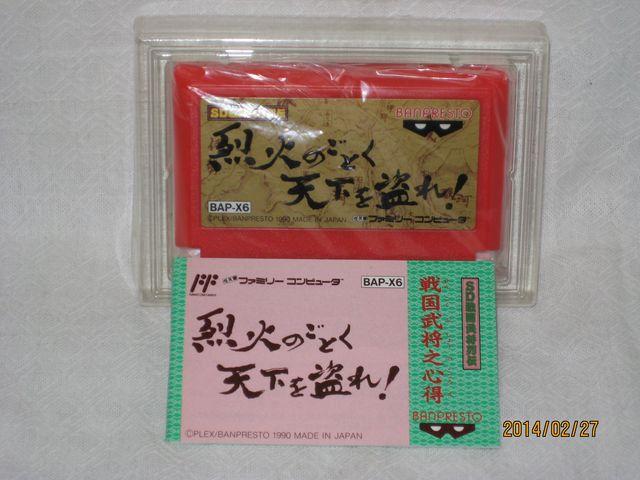 BANPRESTO
烈火のごとく
天下を盗れ!
BAP-X6
©PLEX/BANPRESTO 1990 MADE IN JAPAN
ファミリー コンピュータ
FF
ファミリー コンピュータ
BAP-X6
烈火のごとく
天下を盗れ!
©PLEX/BANPRESTO 1990 MADE IN JAPAN
戦国武将之心得
BANPRESTO
2014/02/27